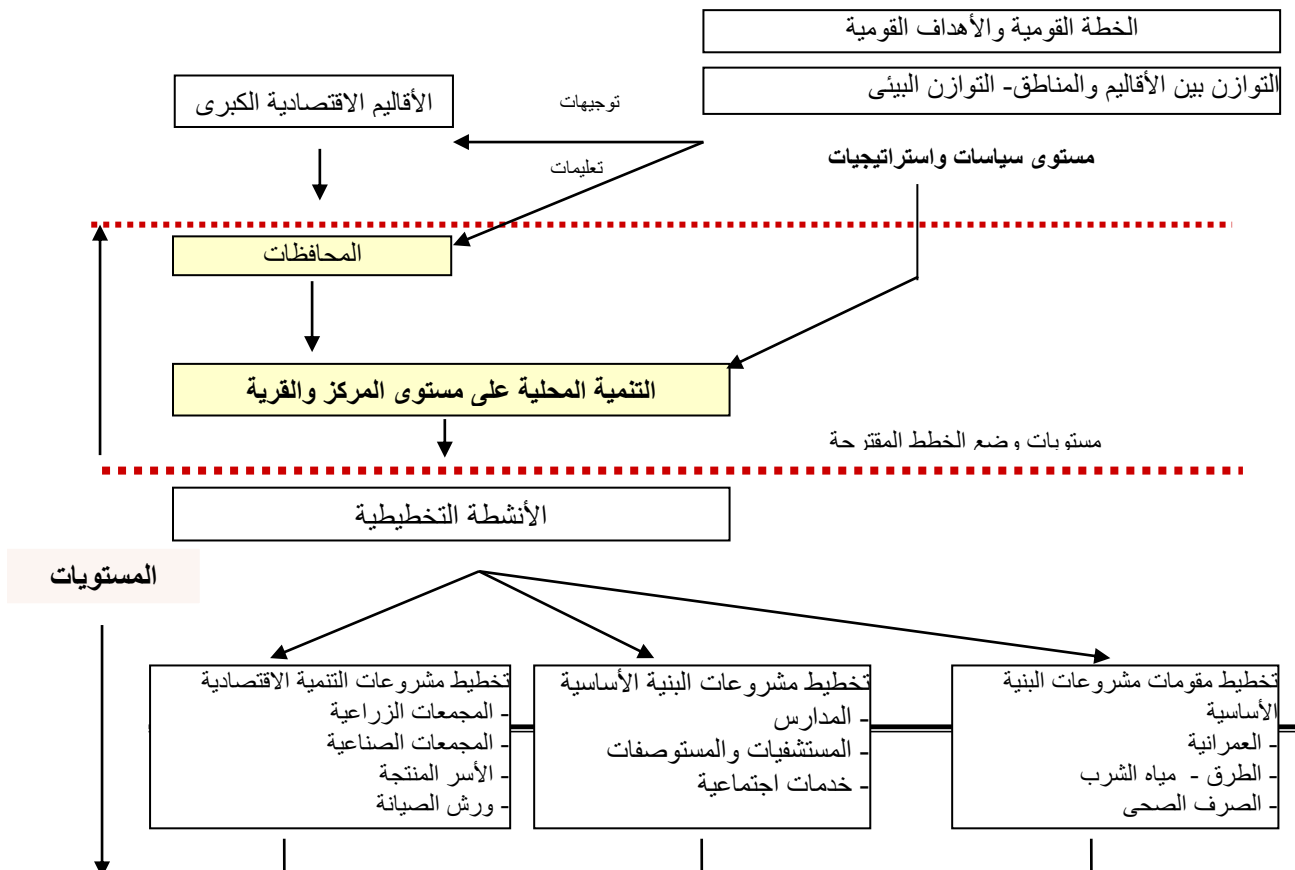 الخطة القومية والأهداف القومية
التوازن بين الأقاليم والمناطق- التوازن البيئى
الأقاليم الاقتصادية الكبرى
توجيهات
تعليمات
مستوى سياسات واستراتيجيات
المحافظات
التنمية المحلية على مستوى المركز والقرية
مستويات وضع الخطط المقترحة
الأنشطة التخطيطية
المستويات
تخطيط مقومات مشروعات البنية
الأساسية
- العمرانية
- الطرق - مياه الشرب
- الصرف الصحى
تخطيط مشروعات البنية الأساسية
- المدارس
- المستشفيات والمستوصفات
- خدمات اجتماعية
تخطيط مشروعات التنمية الاقتصادية
- المجمعات الزراعية
- المجمعات الصناعية
- الأسر المنتجة
- ورش الصيانة